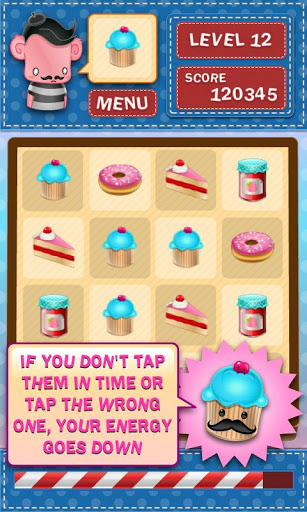 LEVEL 12
SCORE
120345
MENU
IF YOU DON'T TAP
THEM IN TIME OR
TAP THE WRONG
ONE, YOUR ENERGY
GOES DOWN